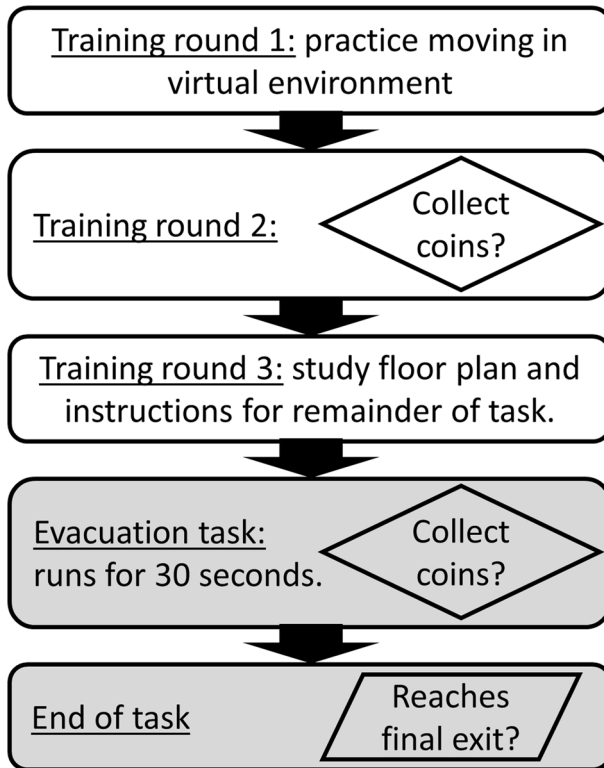 Training round 1: practice moving in
virtual environment
Training round 2:
Collect
coins?
Training round 3: study floor plan and
instructions for remainder of task.
Evacuation task:
runs for 30 seconds.
Collect
coins?
End of task
Reaches
final exit?